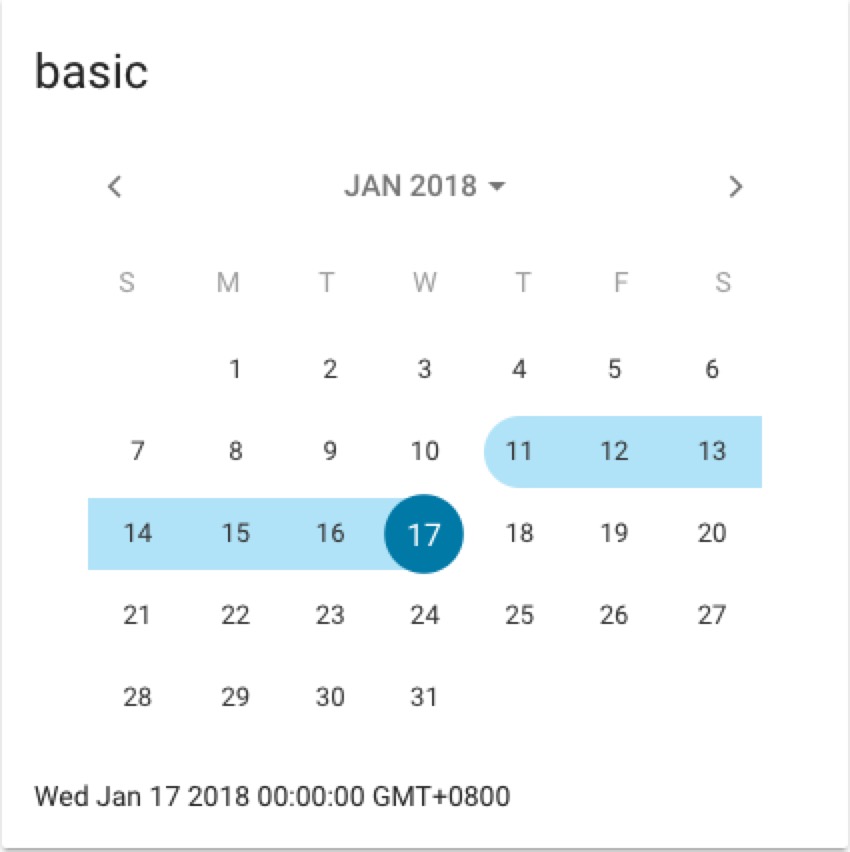 basic
JAN 2018
S M T W T F S
1 2 3 4 5 6
7 8 9 10 11 12 13
14 15 16 17 18 19 20
21 22 23 24 25 26 27
28 29 30 31
Wed Jan 17 2018 00:00:00 GMT+0800